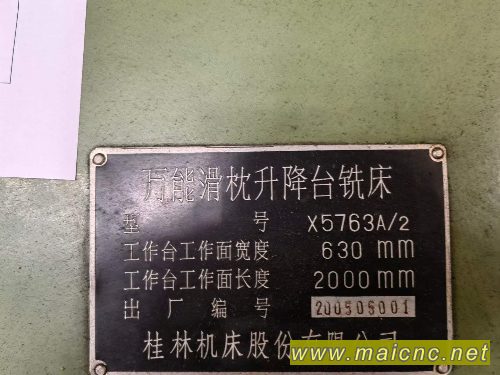 万能滑枕升降台铣床
型 号 X5763A/2
工作台工作面宽度 630 mm
工作台工作面长度 2000mm
出厂编号 200506001
桂林机床股份有限公司
www.maicnc.net